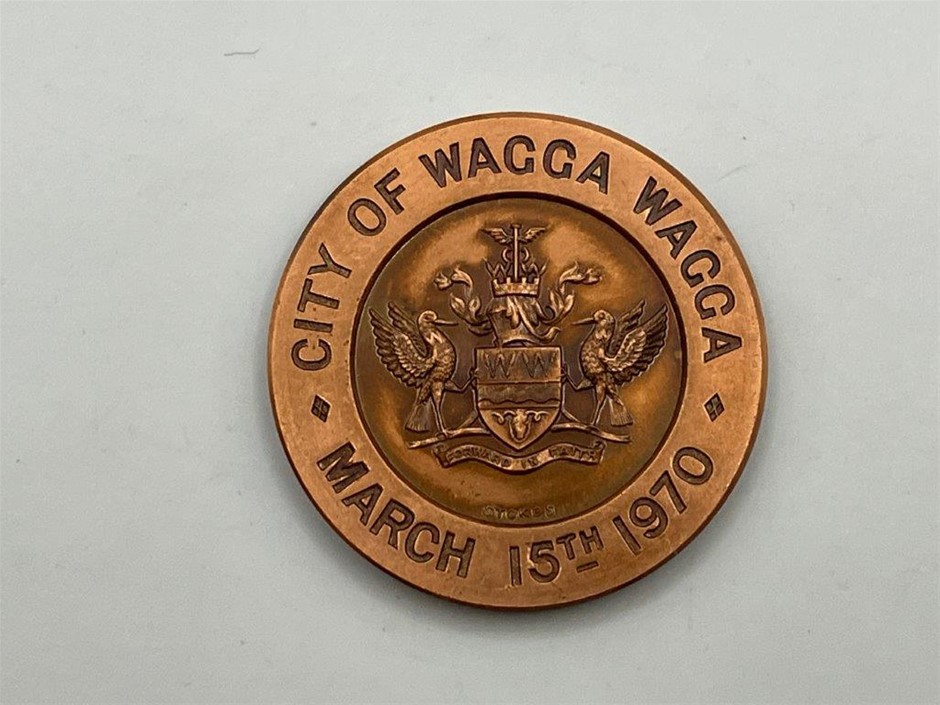 CITY OF WAGGA WAGGA
WW
FORWARD IN FAITH
STOKES
MARCH 15TH 1970